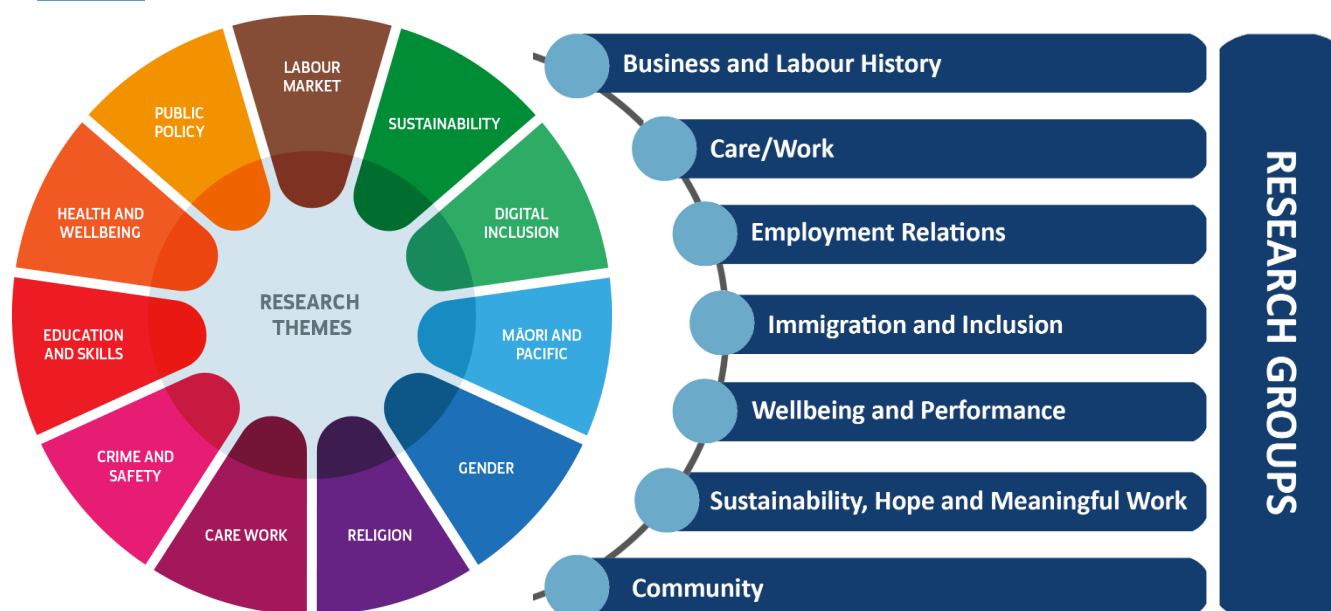 LABOUR
MARKET
SUSTAINABILITY
DIGITAL
INCLUSION
MĀORI AND
PACIFIC
GENDER
RELIGION
CARE WORK
CRIME AND
SAFETY
EDUCATION
AND SKILLS
HEALTH AND
WELLBEING
PUBLIC
POLICY
RESEARCH
THEMES
Business and Labour History
Care/Work
Employment Relations
Immigration and Inclusion
Wellbeing and Performance
Sustainability, Hope and Meaningful Work
Community
RESEARCH GROUPS